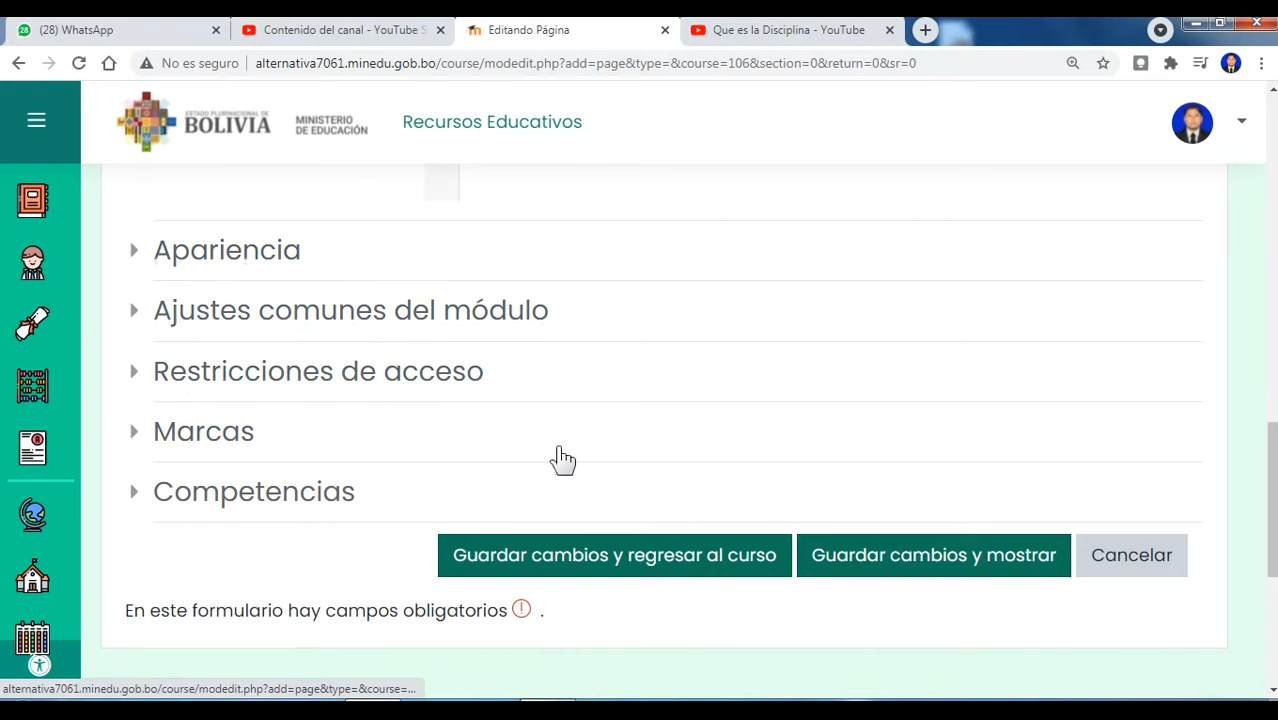 (28) WhatsApp
Contenido del canal - YouTube S
Editando Página
Que es la Disciplina - YouTube
No es seguro
alternativa7061.minedu.gob.bo/course/modedit.php?add=page&type=&course=106&section=0&return=0&sr=0
ESTADO PLURINACIONAL DE
BOLIVIA
MINISTERIO
DE EDUCACIÓN
Recursos Educativos
Apariencia
Ajustes comunes del módulo
Restricciones de acceso
Marcas
Competencias
Guardar cambios y regresar al curso
Guardar cambios y mostrar
Cancelar
En este formulario hay campos obligatorios .
alternativa7061.minedu.gob.bo/course/modedit.php?add=page&type=&course=...